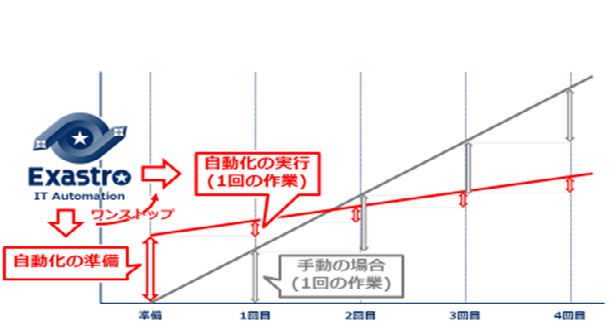 Exastro
IT Automation
ワンストップ
自動化の準備
自動化の実行
(1回の作業)
手動の場合
(1回の作業)
準備
1回目
2回目
3回目
4回目